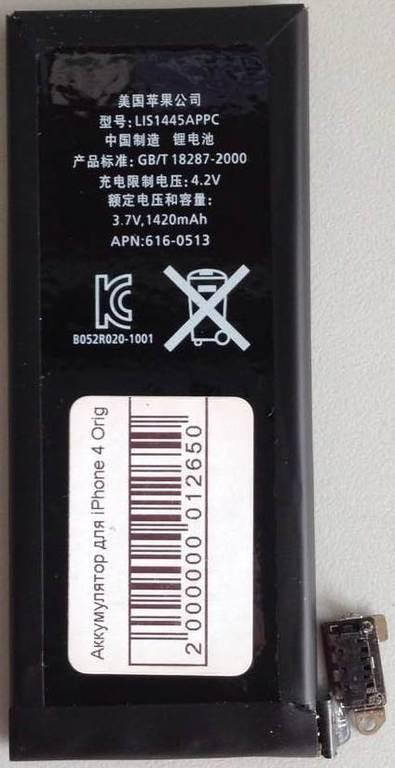 美国苹果公司
型号: LIS1445APPC
中国制造 锂电池
产品标准: GB/T 18287-2000
充电限制电压: 4.2V
额定电压和容量:
3.7V,1420mAh
APN:616-0513
B052R020-1001
Аккумулятор для iPhone 4 Orig
2 000000 012650